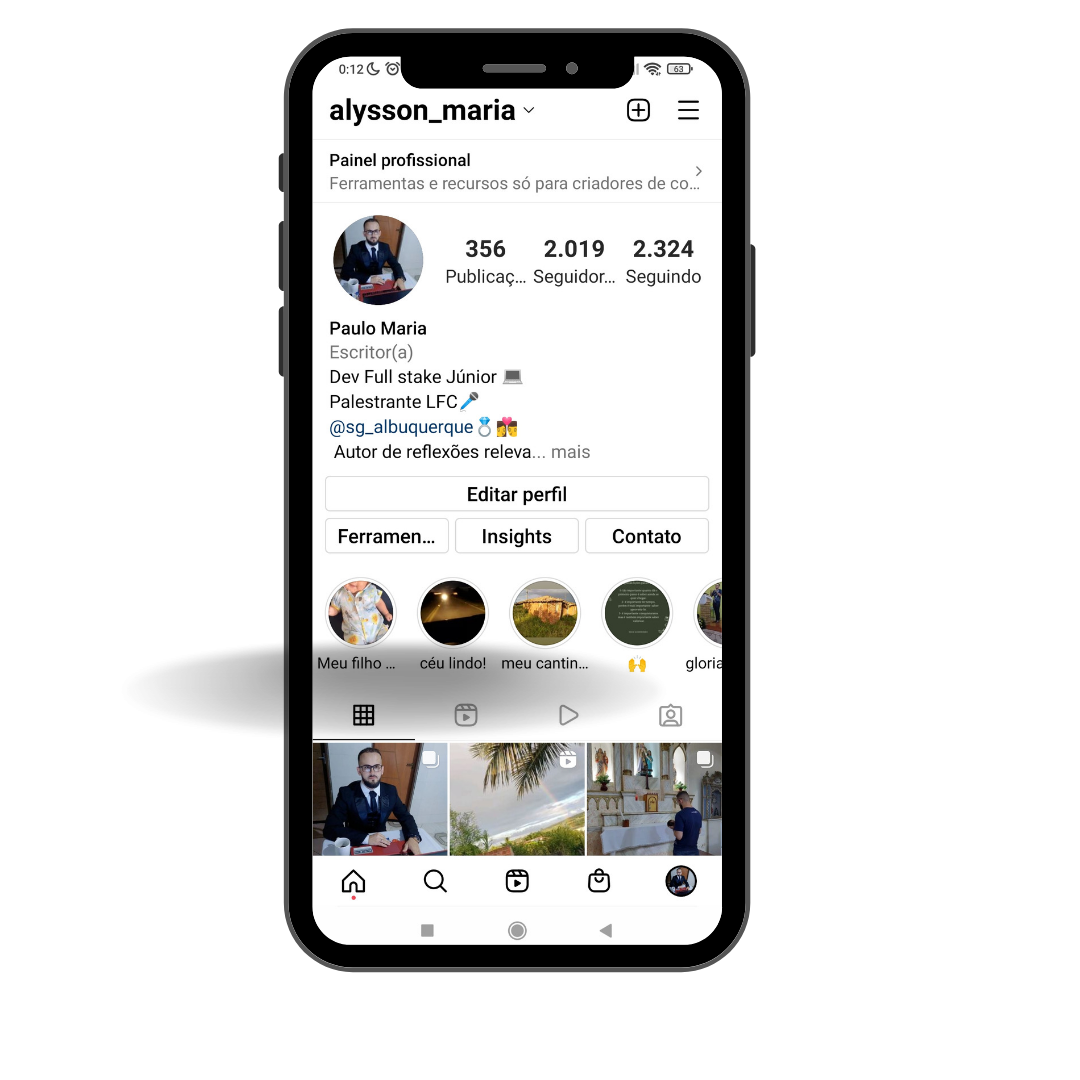 0:12
63
alysson_maria
Painel profissional
Ferramentas e recursos só para criadores de co...
356 2.019 2.324
Publicaç... Seguidor... Seguindo
Paulo Maria
Escritor(a)
Dev Full stake Júnior 💻
Palestrante LFC🎤
@sg_albuquerque💍💏
Autor de reflexões releva... mais
Editar perfil
Ferramen... Insights Contato
Meu filho ... céu lindo! meu cantin... 🙌 gloria